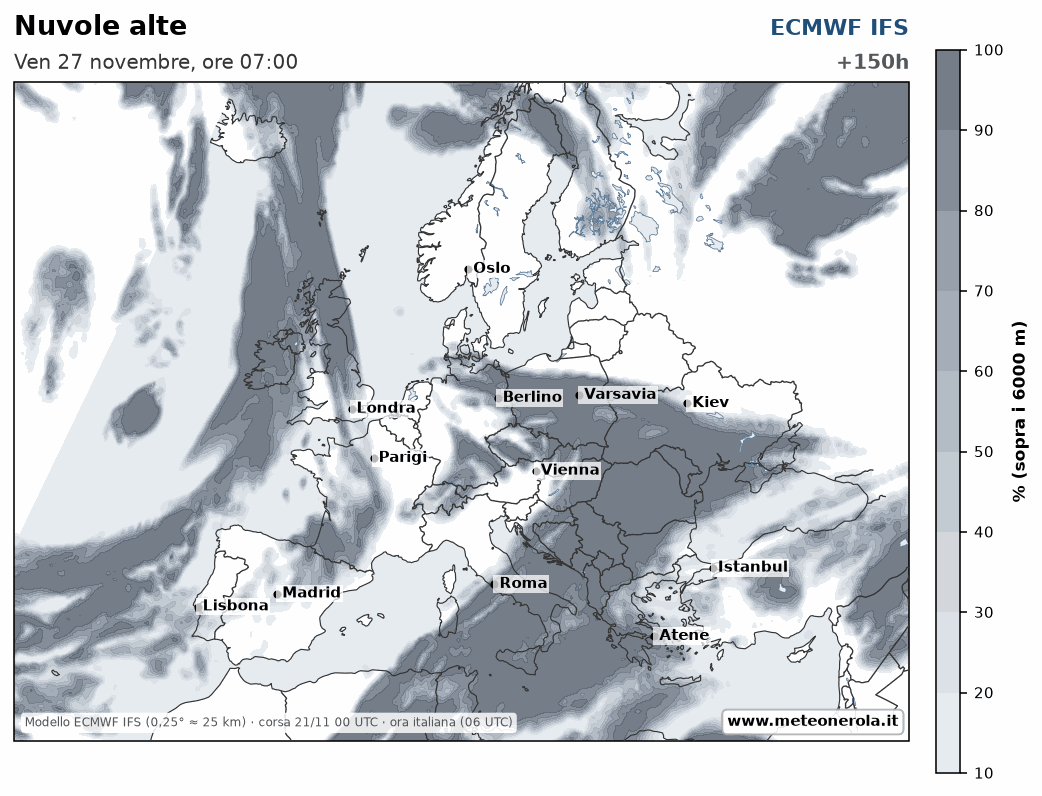 Nuvole alte
ECMWF IFS
Ven 27 novembre, ore 07:00
+150h
100
90
80
70
60
50
40
30
20
10
% (sopra i 6000 m)
Oslo
Berlino
Varsavia
Kiev
Londra
Parigi
Vienna
Istanbul
Roma
Madrid
Lisbona
Atene
Modello ECMWF IFS (0,25° ≈ 25 km) · corsa 21/11 00 UTC · ora italiana (06 UTC)
www.meteonerola.it